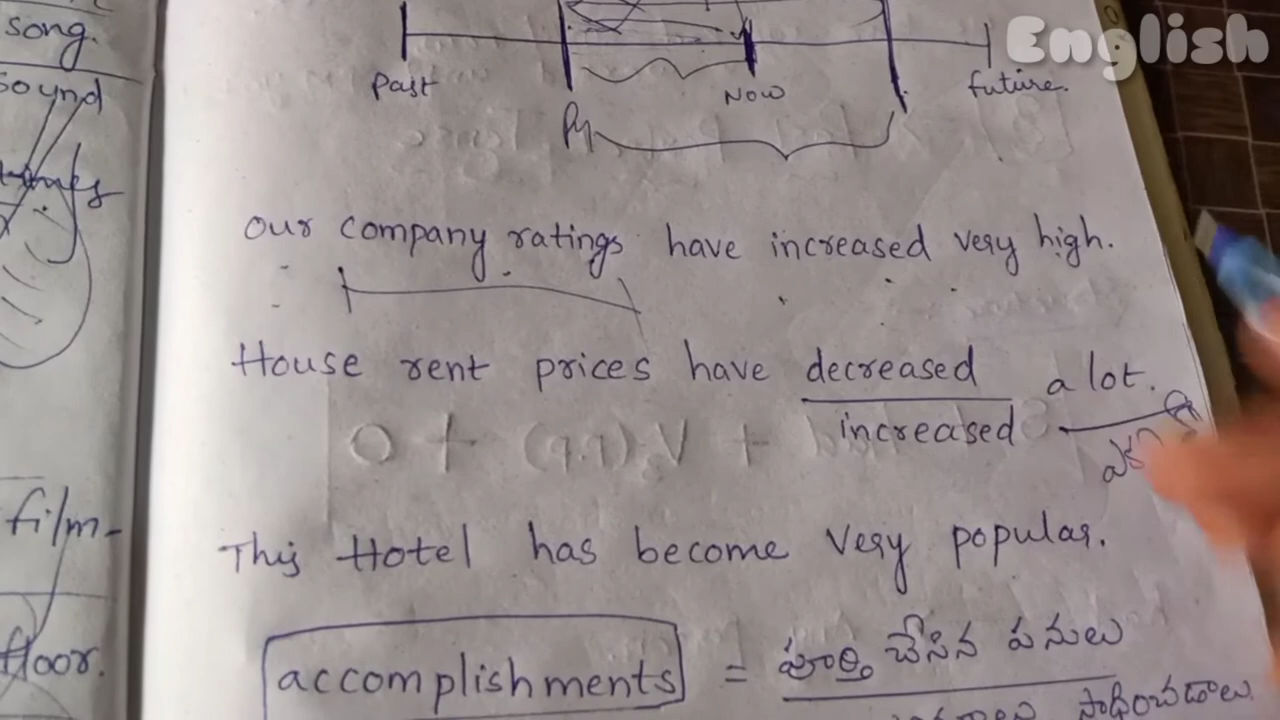 English
song.
sound
Past
Now
future.
our company ratings have increased very high.
House rent prices have decreased a lot.
increased
This Hotel has become very popular.
film-
accomplishments = పూర్తి చేసిన పనులు
సాధించడాలు
floor.